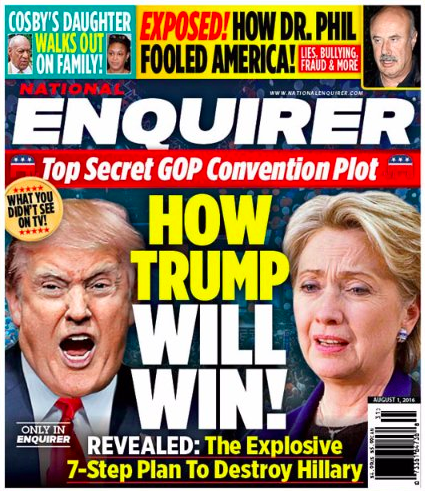 COSBY'S DAUGHTER
WALKS OUT
ON FAMILY!
EXPOSED! HOW DR. PHIL
FOOLED AMERICA!
LIES, BULLYING,
FRAUD & MORE
WWW.NATIONALENQUIRER.COM
NATIONAL
ENQUIRER
Top Secret GOP Convention Plot
WHAT YOU
DIDN'T SEE
ON TV!
HOW
TRUMP
WILL
WIN!
AUGUST 1, 2016
ONLY IN
ENQUIRER
REVEALED: The Explosive
7-Step Plan To Destroy Hillary